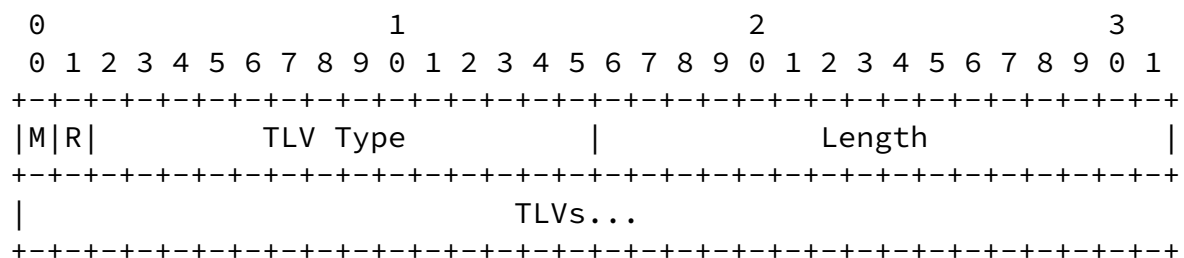 0                   1                   2                   3
 0 1 2 3 4 5 6 7 8 9 0 1 2 3 4 5 6 7 8 9 0 1 2 3 4 5 6 7 8 9 0 1
+-+-+-+-+-+-+-+-+-+-+-+-+-+-+-+-+-+-+-+-+-+-+-+-+-+-+-+-+-+-+-+-+
|M|R|         TLV Type          |            Length             |
+-+-+-+-+-+-+-+-+-+-+-+-+-+-+-+-+-+-+-+-+-+-+-+-+-+-+-+-+-+-+-+-+
|                           TLVs...
+-+-+-+-+-+-+-+-+-+-+-+-+-+-+-+-+-+-+-+-+-+-+-+-+-+-+-+-+-+-+-+-+